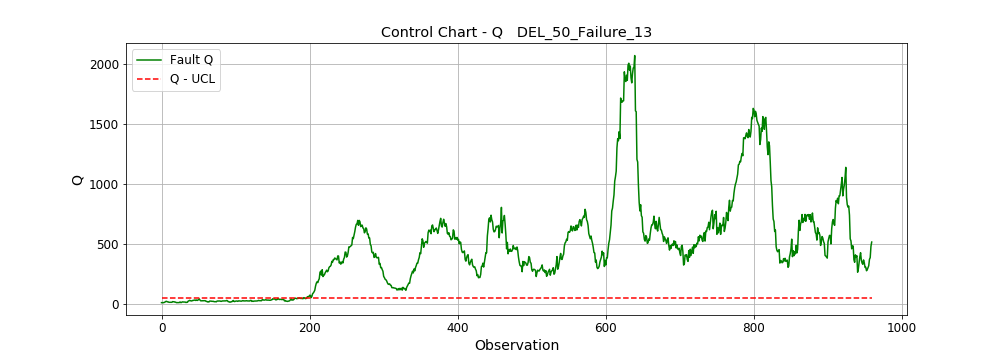 Control Chart - Q   DEL_50_Failure_13
Fault Q
Q - UCL
2000
1500
1000
500
0
Q
0 200 400 600 800 1000
Observation